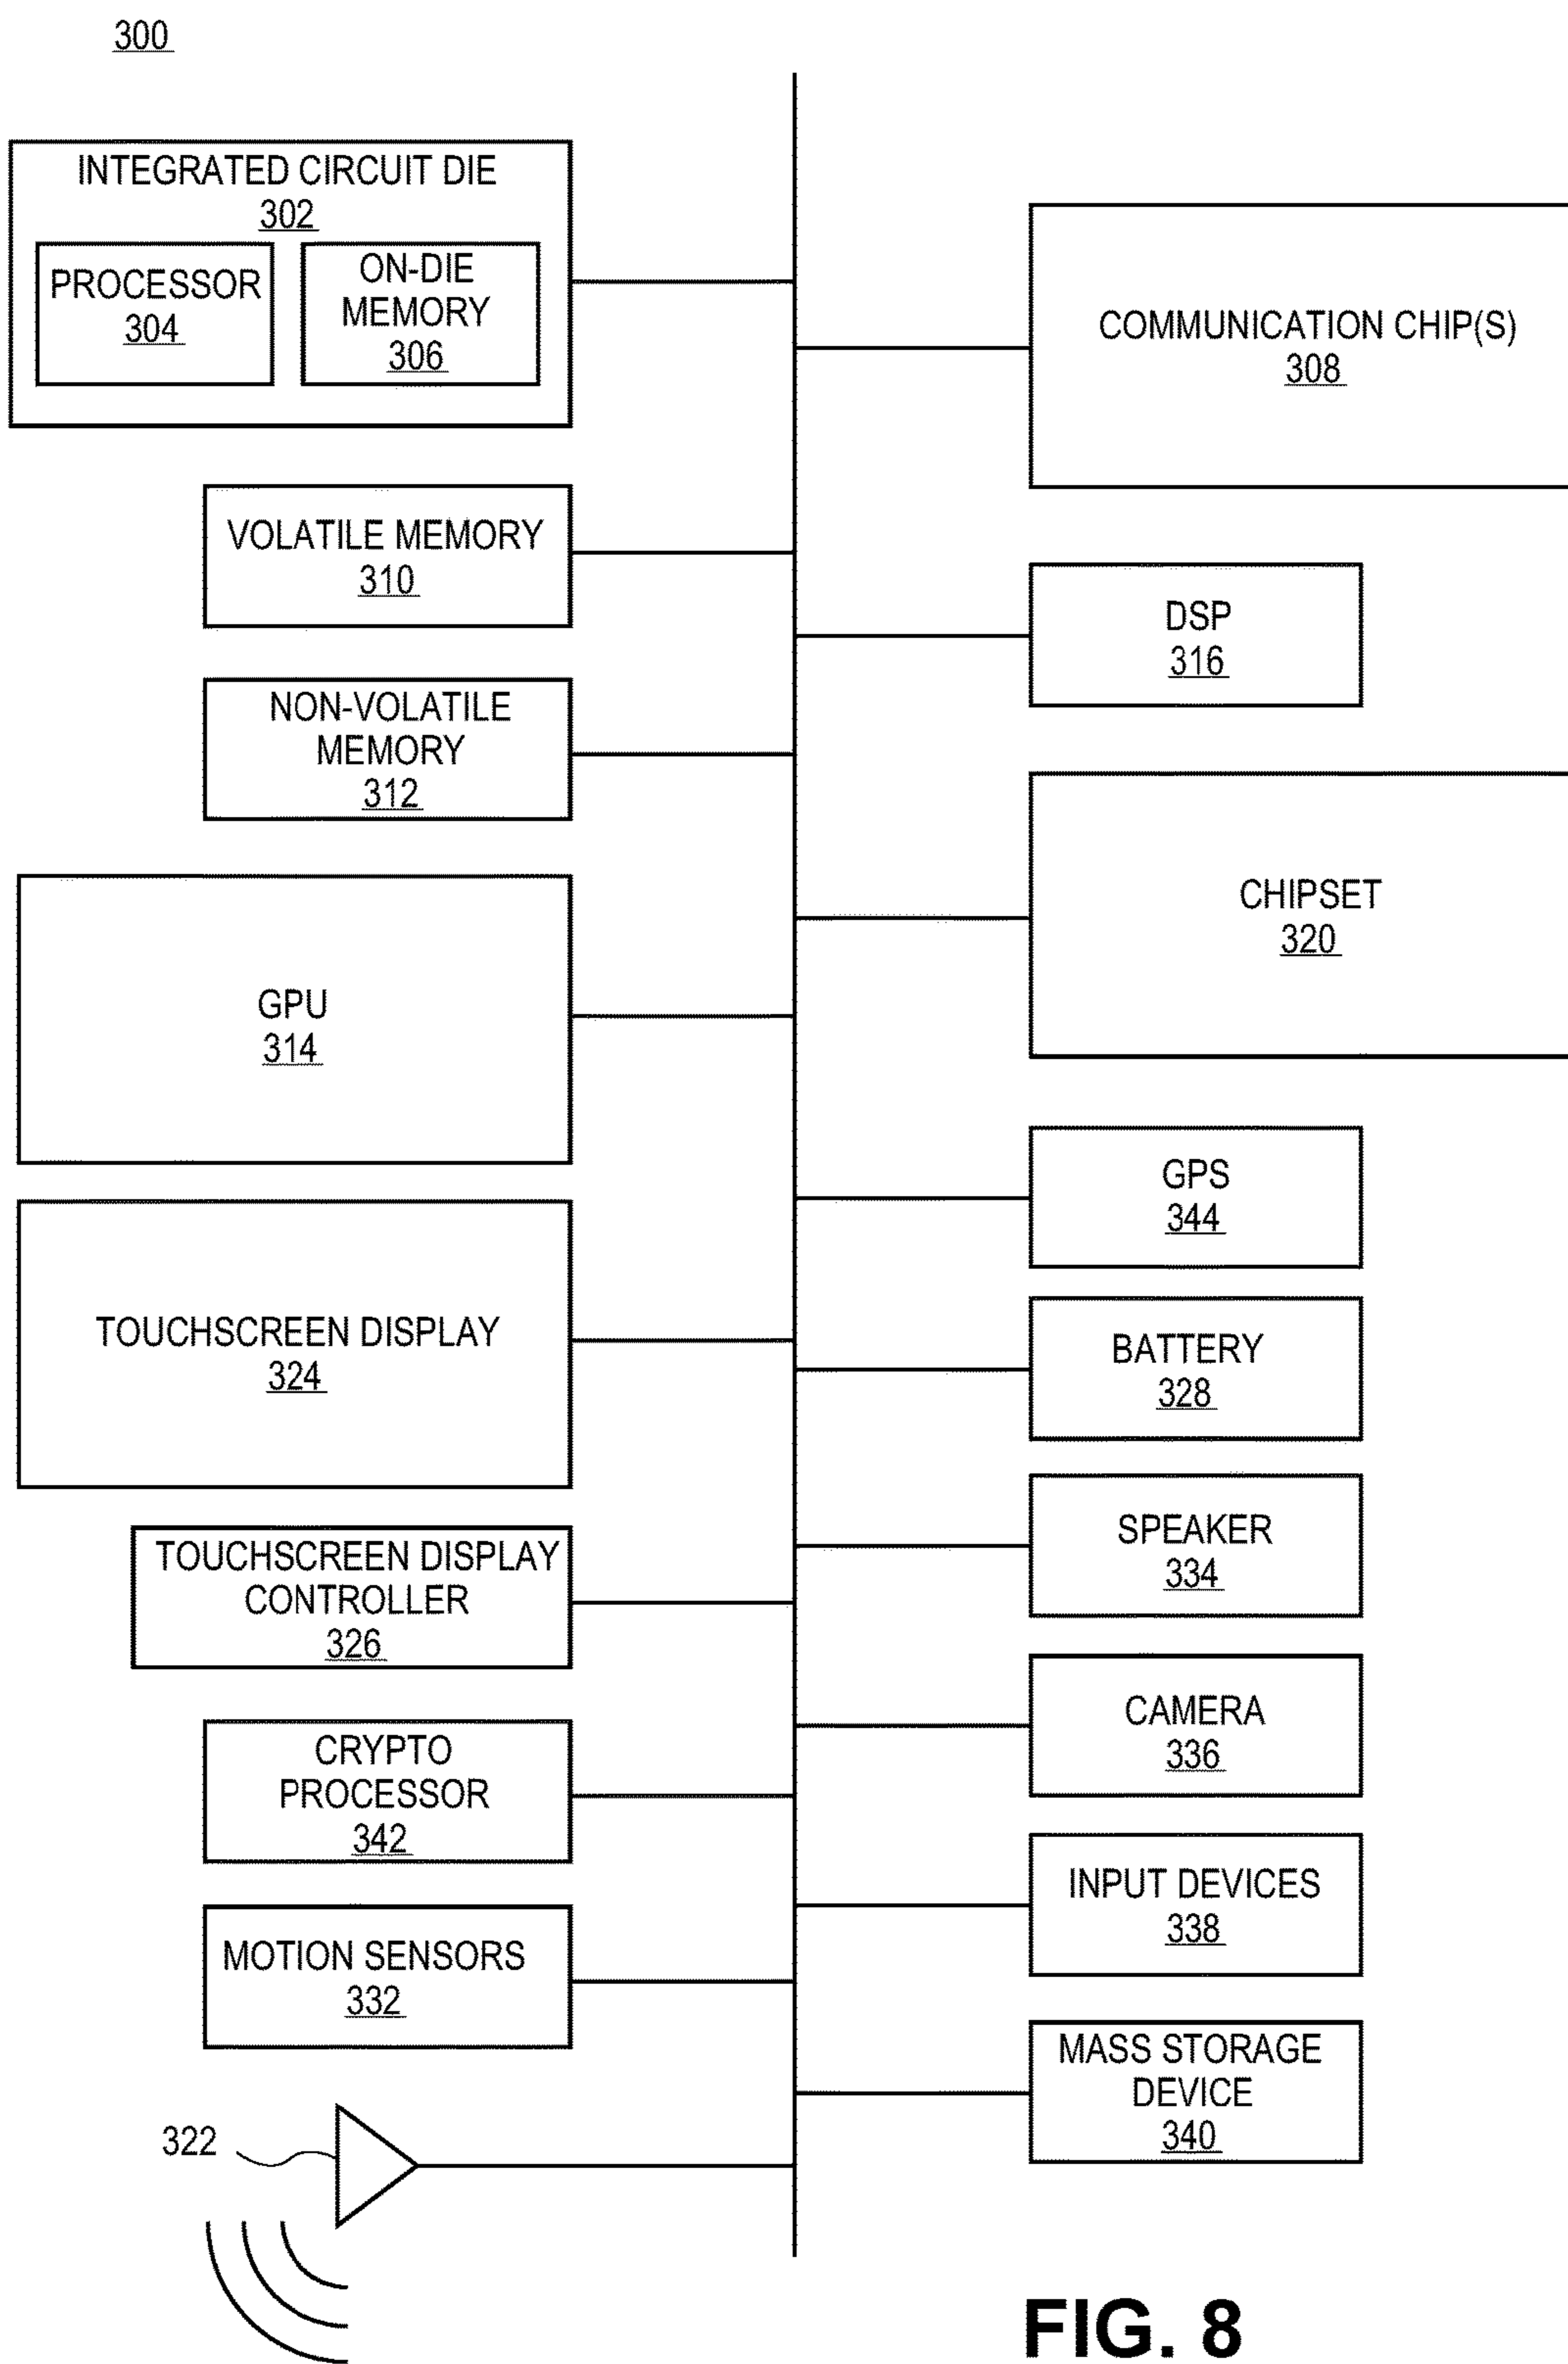 300
INTEGRATED CIRCUIT DIE
302
PROCESSOR
304
ON-DIE
MEMORY
306
VOLATILE MEMORY
310
NON-VOLATILE
MEMORY
312
GPU
314
TOUCHSCREEN DISPLAY
324
TOUCHSCREEN DISPLAY
CONTROLLER
326
CRYPTO
PROCESSOR
342
MOTION SENSORS
332
322
COMMUNICATION CHIP(S)
308
DSP
316
CHIPSET
320
GPS
344
BATTERY
328
SPEAKER
334
CAMERA
336
INPUT DEVICES
338
MASS STORAGE
DEVICE
340
FIG. 8